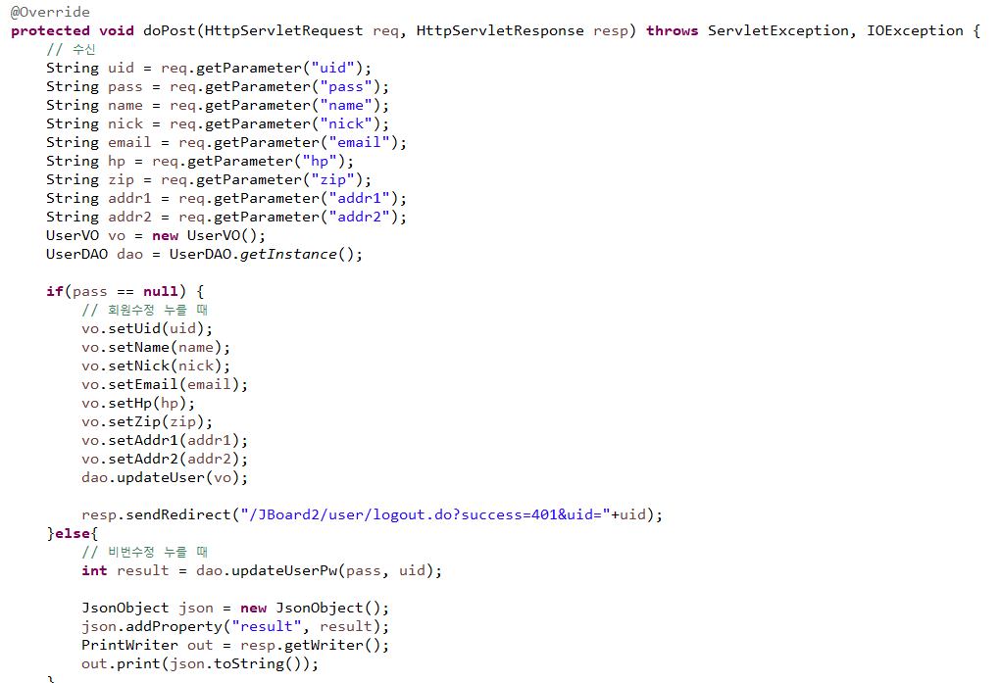 @Override
protected void doPost(HttpServletRequest req, HttpServletResponse resp) throws ServletException, IOException {
    // 수신
    String uid = req.getParameter("uid");
    String pass = req.getParameter("pass");
    String name = req.getParameter("name");
    String nick = req.getParameter("nick");
    String email = req.getParameter("email");
    String hp = req.getParameter("hp");
    String zip = req.getParameter("zip");
    String addr1 = req.getParameter("addr1");
    String addr2 = req.getParameter("addr2");
    UserVO vo = new UserVO();
    UserDAO dao = UserDAO.getInstance();

    if(pass == null) {
        // 회원수정 누를 때
        vo.setUid(uid);
        vo.setName(name);
        vo.setNick(nick);
        vo.setEmail(email);
        vo.setHp(hp);
        vo.setZip(zip);
        vo.setAddr1(addr1);
        vo.setAddr2(addr2);
        dao.updateUser(vo);

        resp.sendRedirect("/JBoard2/user/logout.do?success=401&uid="+uid);
    }else{
        // 비번수정 누를 때
        int result = dao.updateUserPw(pass, uid);

        JsonObject json = new JsonObject();
        json.addProperty("result", result);
        PrintWriter out = resp.getWriter();
        out.print(json.toString());
    }